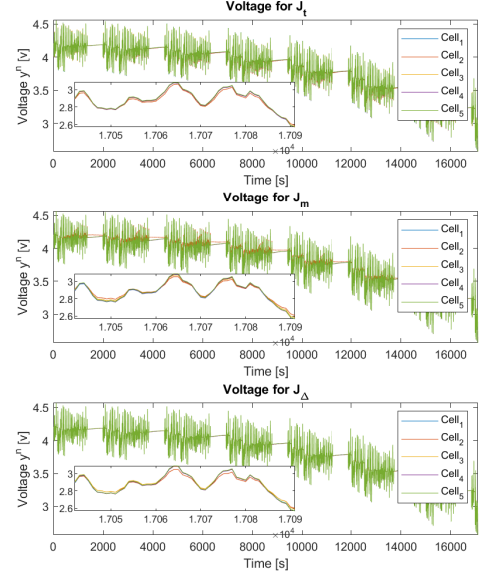 Voltage for J_t
Voltage y^n [v]
4.5
4
3.5
3
3
2.8
2.6
1.705 1.706 1.707 1.708 1.709
×10^4
Cell_1
Cell_2
Cell_3
Cell_4
Cell_5
0 2000 4000 6000 8000 10000 12000 14000 16000
Time [s]
Voltage for J_m
Voltage y^n [v]
4.5
4
3.5
3
3
2.8
2.6
1.705 1.706 1.707 1.708 1.709
×10^4
Cell_1
Cell_2
Cell_3
Cell_4
Cell_5
0 2000 4000 6000 8000 10000 12000 14000 16000
Time [s]
Voltage for J_Δ
Voltage y^n [v]
4.5
4
3.5
3
3
2.8
2.6
1.705 1.706 1.707 1.708 1.709
×10^4
Cell_1
Cell_2
Cell_3
Cell_4
Cell_5
0 2000 4000 6000 8000 10000 12000 14000 16000
Time [s]